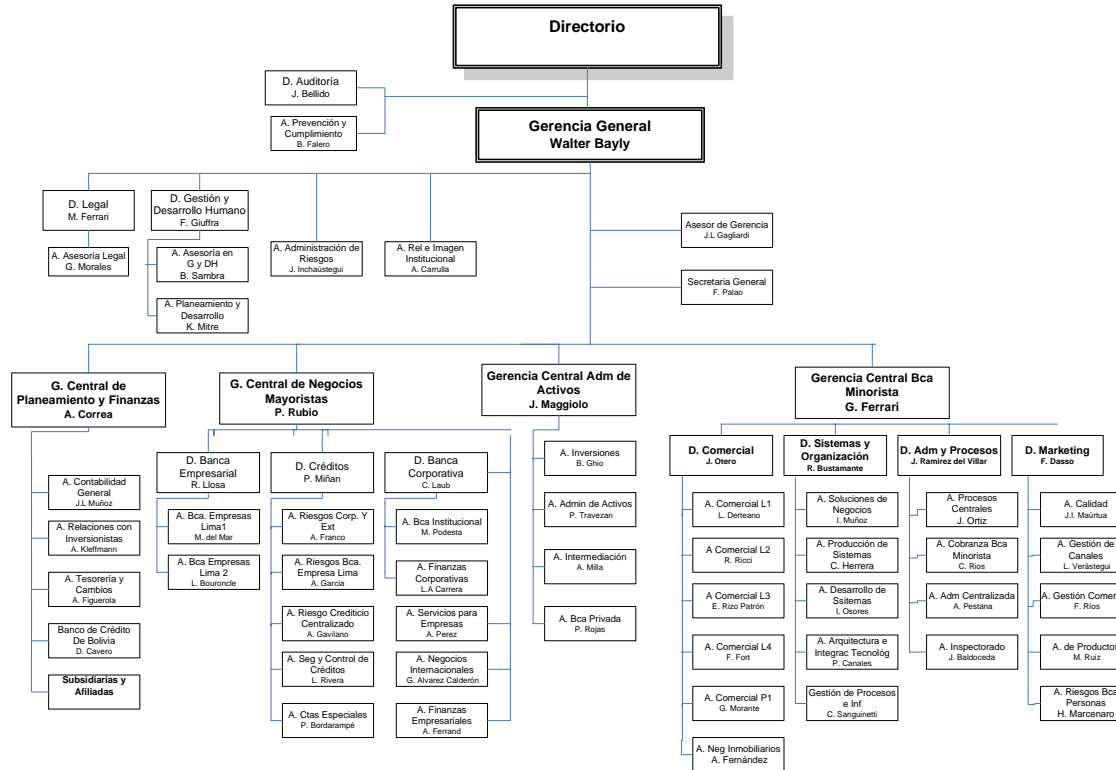 Directorio
D. Auditoría
J. Bellido
A. Prevención y
Cumplimiento
B. Falero
Gerencia General
Walter Bayly
D. Legal
M. Ferrari
D. Gestión y
Desarrollo Humano
F. Giuffra
A. Asesoría Legal
G. Morales
A. Asesoría en
G y DH
B. Sambra
A. Planeamiento y
Desarrollo
K. Mitre
A. Administración de
Riesgos
J. Inchaústegui
A. Rel e Imagen
Institucional
A. Carrulla
Asesor de Gerencia
J.L Gagliardi
Secretaria General
F. Palao
G. Central de
Planeamiento y Finanzas
A. Correa
A. Contabilidad
General
J.L Muñoz
A. Relaciones con
Inversionistas
A. Kleffmann
A. Tesorería y
Cambios
A. Figuerola
Banco de Crédito
De Bolivia
D. Cavero
Subsidiarias y
Afiliadas
G. Central de Negocios
Mayoristas
P. Rubio
D. Banca
Empresarial
R. Llosa
A. Bca. Empresas
Lima1
M. del Mar
A. Bca Empresas
Lima 2
L. Bouroncle
D. Créditos
P. Miñan
A. Riesgos Corp. Y
Ext
A. Franco
A. Riesgos Bca.
Empresa Lima
A. Garcia
A. Riesgo Crediticio
Centralizado
A. Gavilano
A. Seg y Control de
Créditos
L. Rivera
A. Ctas Especiales
P. Bordarampé
D. Banca
Corporativa
C. Laub
A. Bca Institucional
M. Podesta
A. Finanzas
Corporativas
L.A Carrera
A. Servicios para
Empresas
A. Perez
A. Negocios
Internacionales
G. Alvarez Calderón
A. Finanzas
Empresariales
A. Ferrand
Gerencia Central Adm de
Activos
J. Maggiolo
A. Inversiones
B. Ghio
A. Admin de Activos
P. Travezan
A. Intermediación
A. Milla
A. Bca Privada
P. Rojas
Gerencia Central Bca
Minorista
G. Ferrari
D. Comercial
J. Otero
A. Comercial L1
L. Derteano
A Comercial L2
R. Ricci
A. Comercial L3
E. Rizo Patrón
A. Comercial L4
F. Fort
A. Comercial P1
G. Morante
A. Neg Inmobiliarios
A. Fernández
D. Sistemas y
Organización
R. Bustamante
A. Soluciones de
Negocios
I. Muñoz
A. Producción de
Sistemas
C. Herrera
A. Desarrollo de
Ssitemas
I, Osores
A. Arquitectura e
Integrac Tecnológ
P. Canales
Gestión de Procesos
e Inf
C. Sanguinetti
D. Adm y Procesos
J. Ramirez del Villar
A. Procesos
Centrales
J. Ortiz
A. Cobranza Bca
Minorista
C. Rios
A. Adm Centralizada
A. Pestana
A. Inspectorado
J. Baldoceda
D. Marketing
F. Dasso
A. Calidad
J.I. Maúrtua
A. Gestión de
Canales
L. Verástegui
A. Gestión Comer
F. Ríos
A. de Productos
M. Ruiz
A. Riesgos Bca
Personas
H. Marcenaro